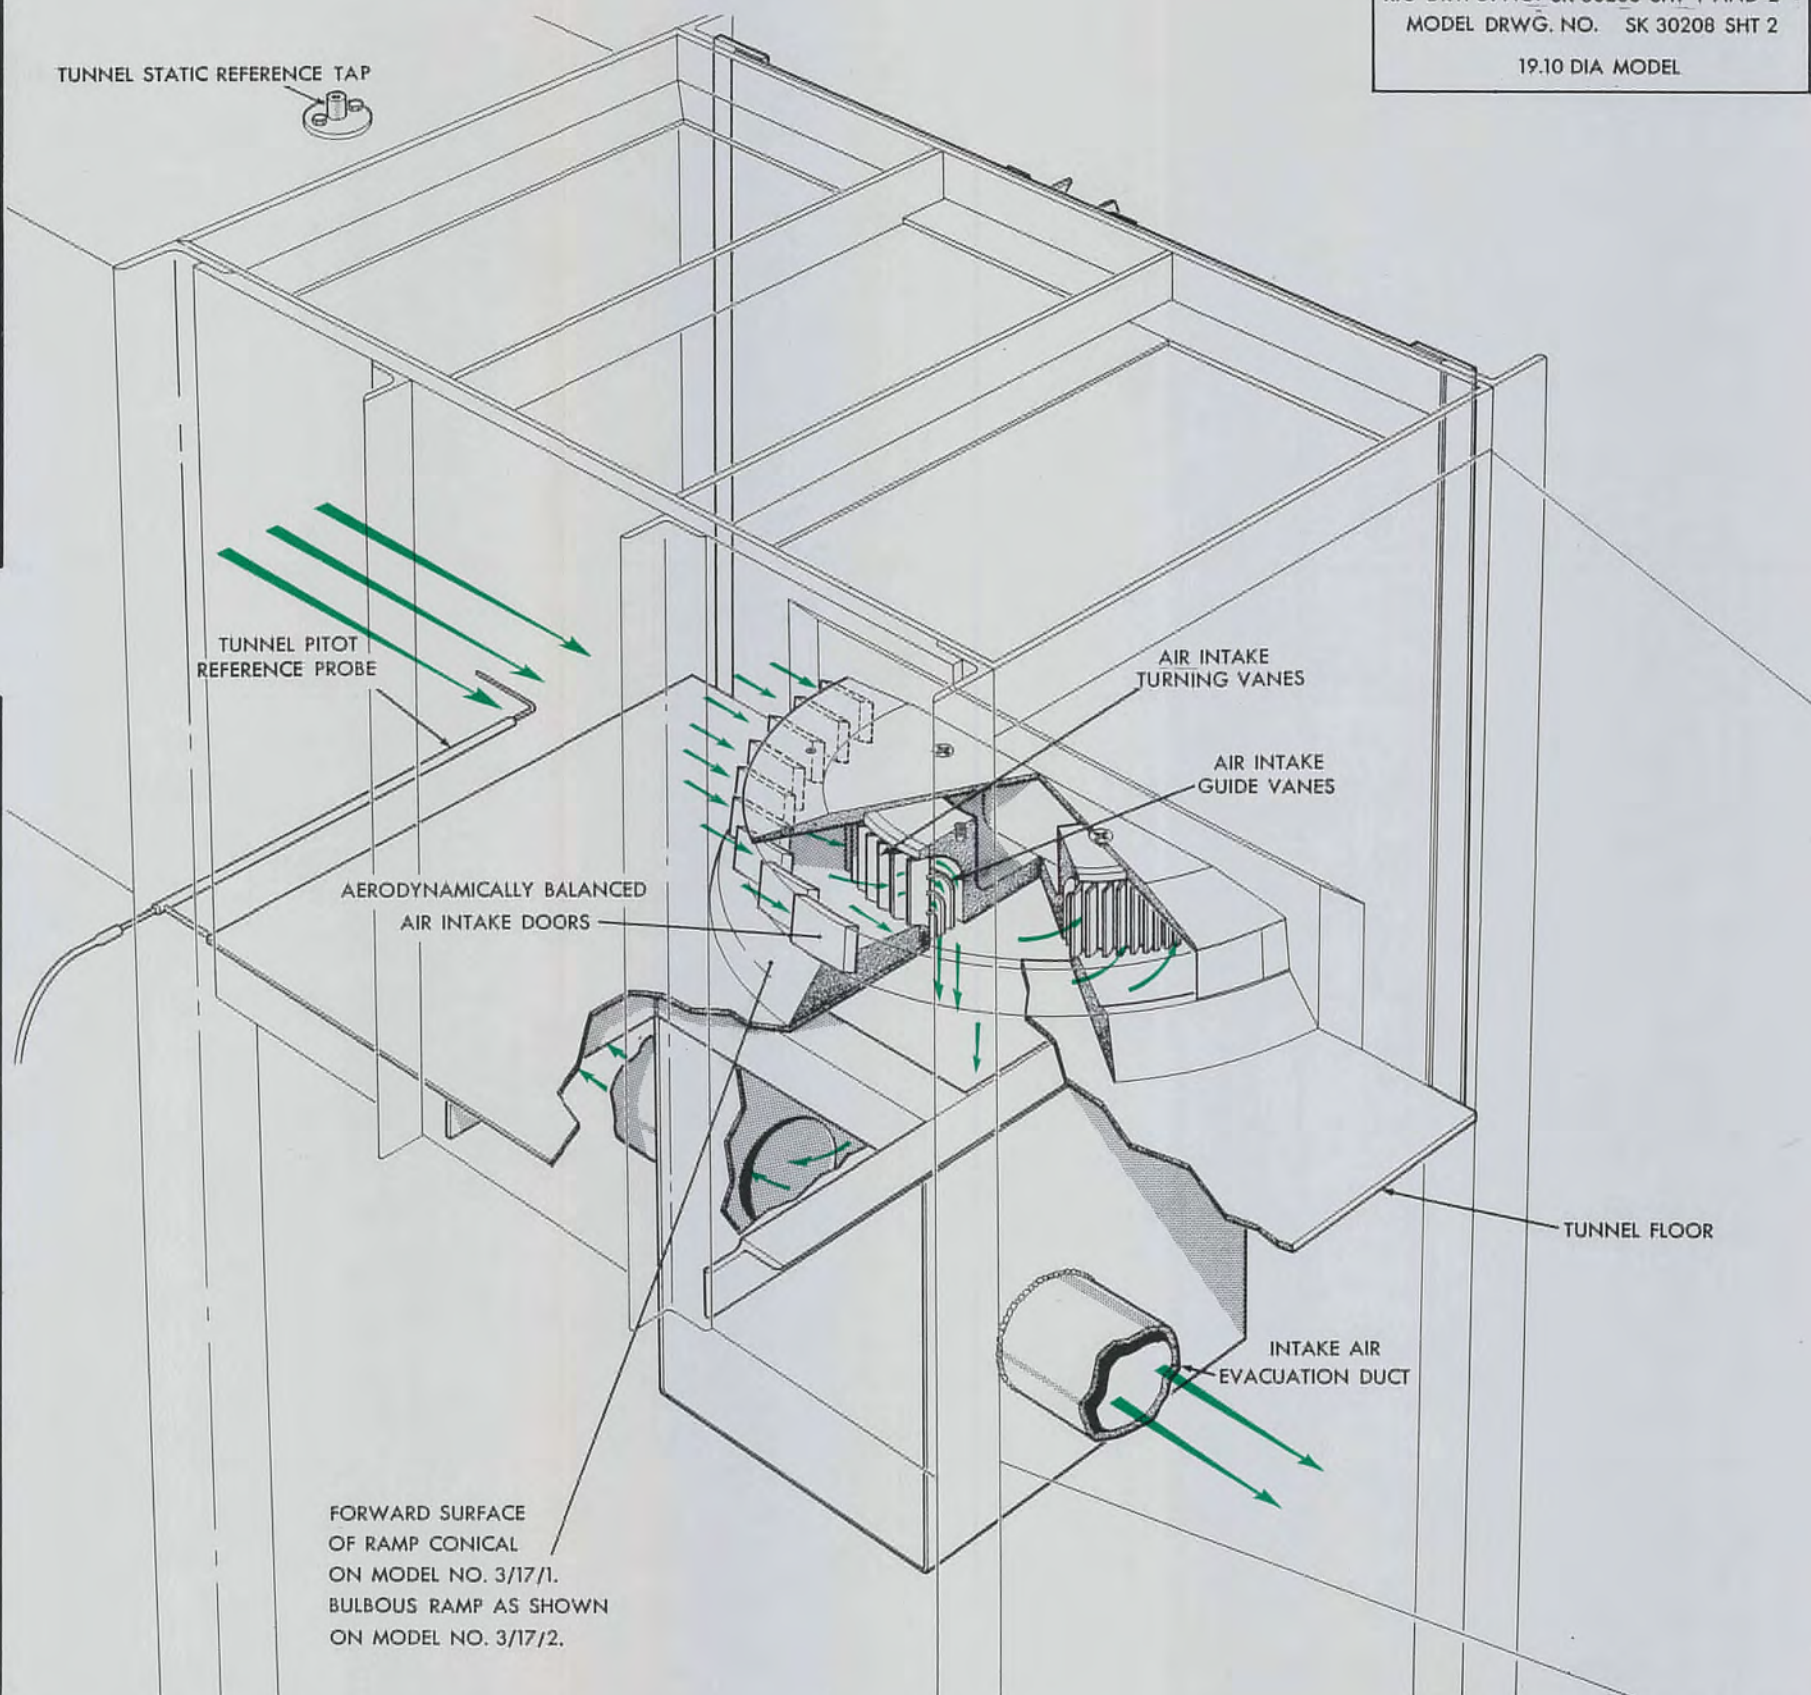 MODEL DRWG. NO. SK 30208 SHT 2
19.10 DIA MODEL
TUNNEL STATIC REFERENCE TAP
TUNNEL PITOT
REFERENCE PROBE
AIR INTAKE
TURNING VANES
AIR INTAKE
GUIDE VANES
AERODYNAMICALLY BALANCED
AIR INTAKE DOORS
TUNNEL FLOOR
INTAKE AIR
EVACUATION DUCT
FORWARD SURFACE
OF RAMP CONICAL
ON MODEL NO. 3/17/1.
BULBOUS RAMP AS SHOWN
ON MODEL NO. 3/17/2.